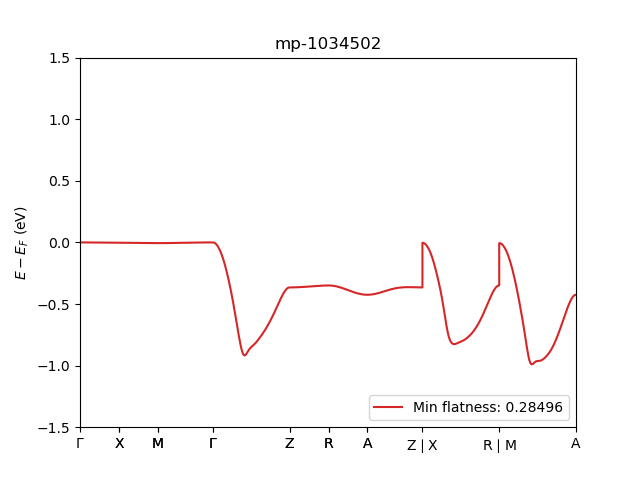 mp-1034502
E − E_F (eV)
1.5
1.0
0.5
0.0
−0.5
−1.0
−1.5
Min flatness: 0.28496
Γ X M Γ Z R A Z | X R | M A